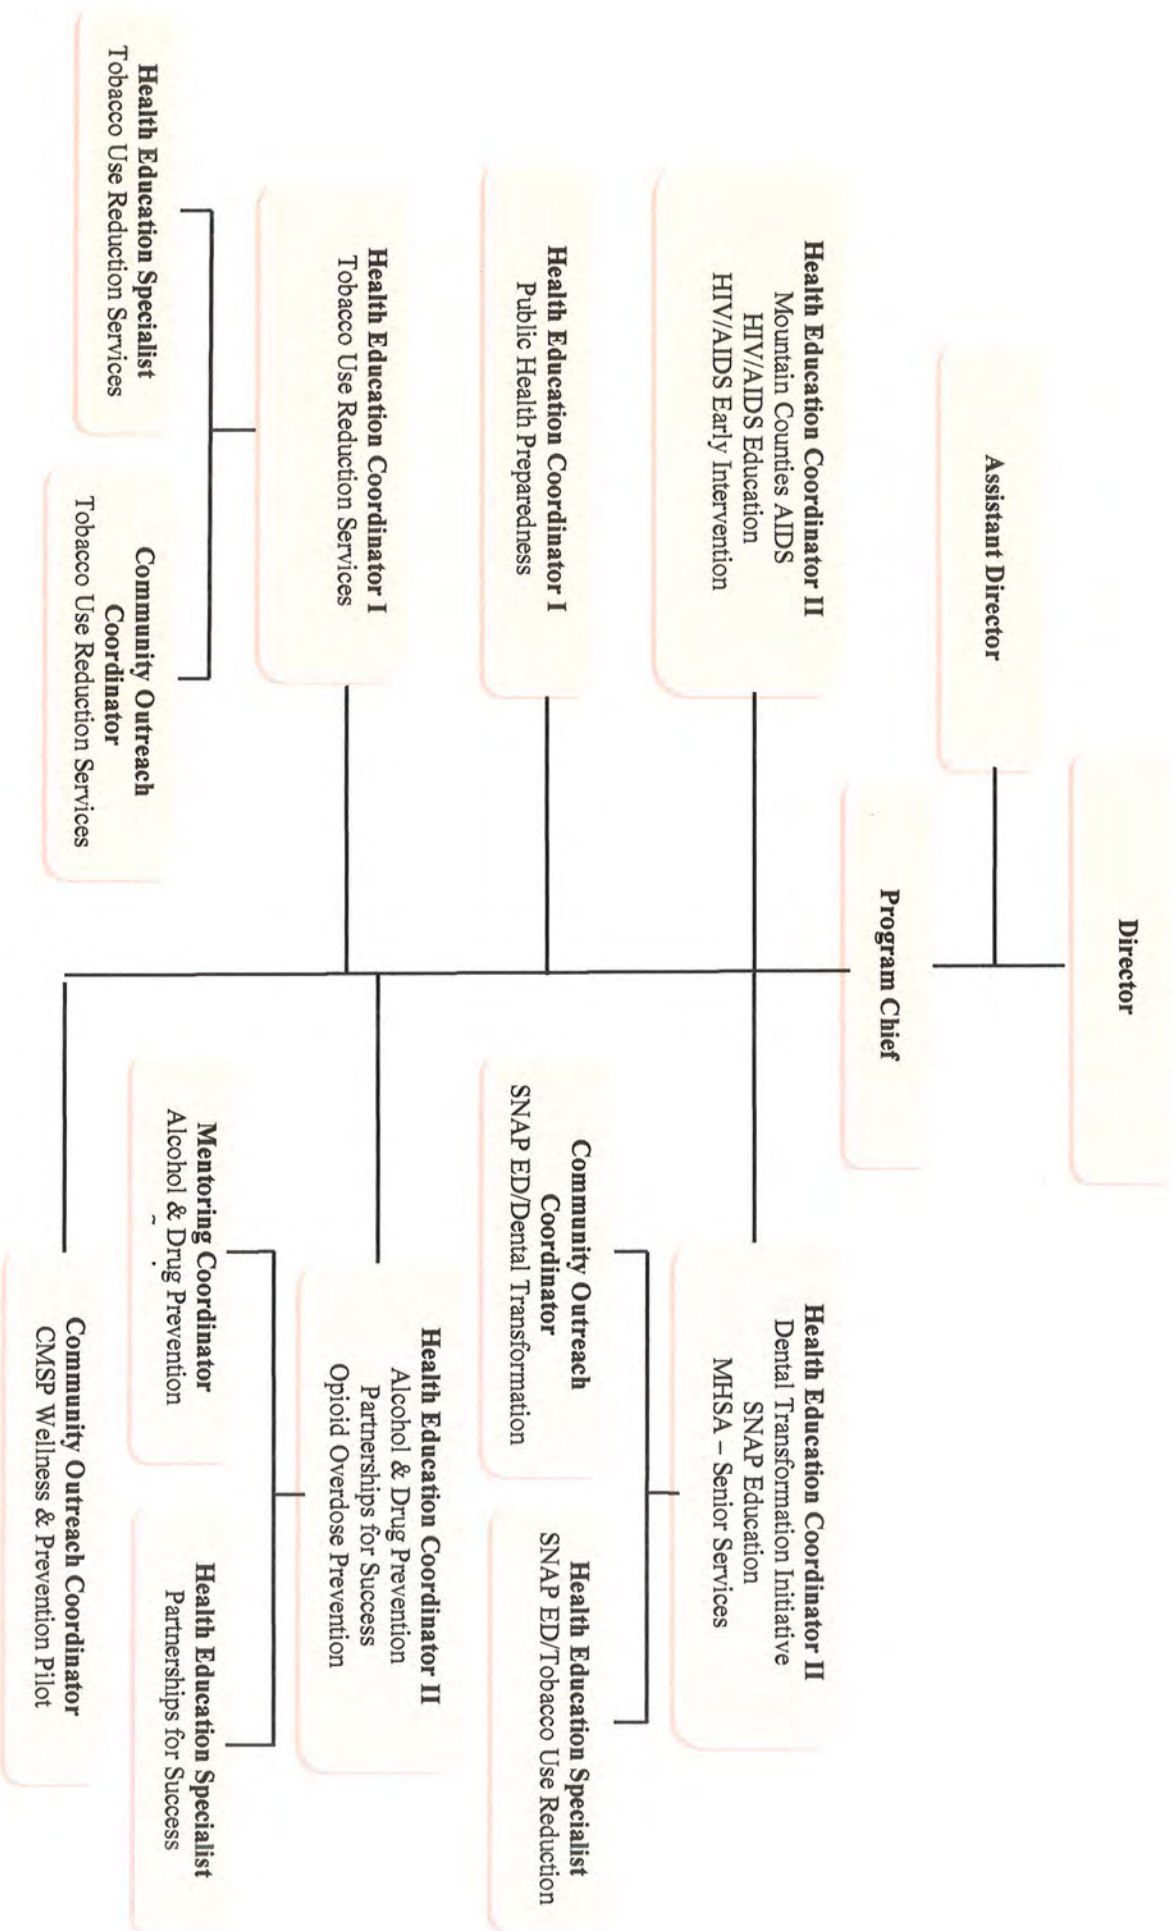 Director
Assistant Director
Program Chief
Health Education Coordinator II
Mountain Counties AIDS
HIV/AIDS Education
HIV/AIDS Early Intervention
Health Education Coordinator II
Dental Transformation Initiative
SNAP Education
MHSA – Senior Services
Health Education Coordinator I
Public Health Preparedness
Community Outreach
Coordinator
SNAP ED/Dental Transformation
Health Education Specialist
SNAP ED/Tobacco Use Reduction
Health Education Coordinator I
Tobacco Use Reduction Services
Health Education Coordinator II
Alcohol & Drug Prevention
Partnerships for Success
Opioid Overdose Prevention
Health Education Specialist
Tobacco Use Reduction Services
Community Outreach
Coordinator
Tobacco Use Reduction Services
Mentoring Coordinator
Alcohol & Drug Prevention
Health Education Specialist
Partnerships for Success
Community Outreach Coordinator
CMSP Wellness & Prevention Pilot